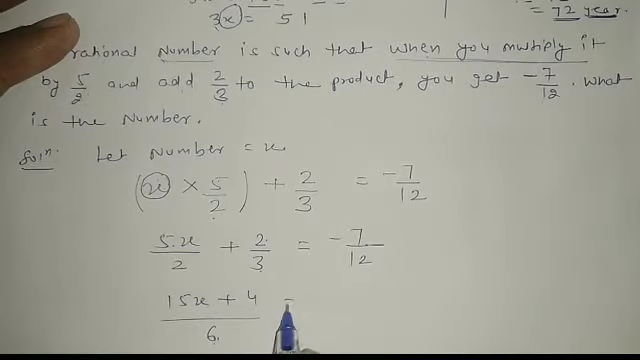 3x = 51
= 72 year.
rational Number is such that when you multiply it
by 5/2 and add 2/3 to the product, you get -7/12. What
is the Number.
Soln. Let Number = x
(x × 5/2) + 2/3 = -7/12
5x/2 + 2/3 = -7/12
15x + 4/6 =